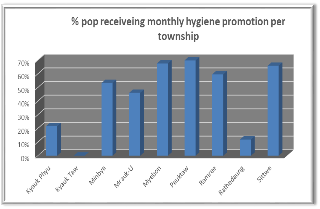 % pop receiveing monthly hygiene promotion per
township
70%
60%
50%
40%
30%
20%
10%
0%
Kyauk Phyu
Kyauk Taw
Minbya
Mrauk-U
Myebon
Pauktaw
Ramree
Rathedaung
Sittwe